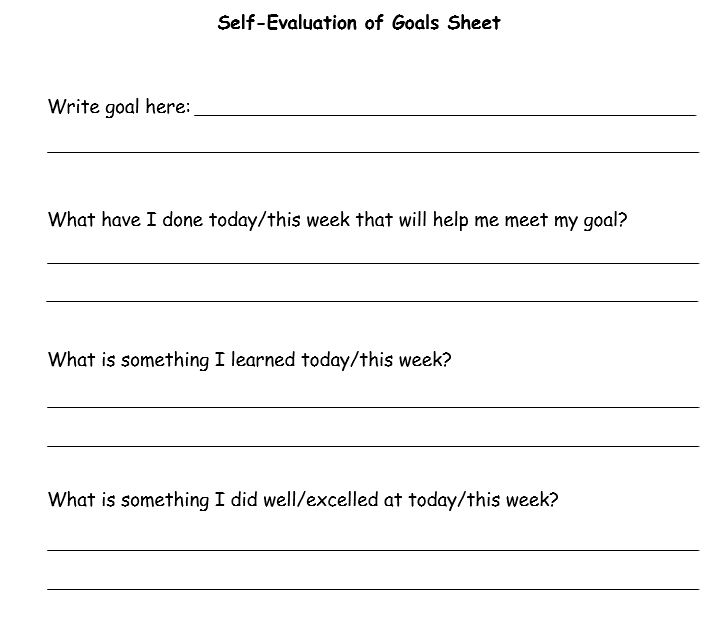 Self-Evaluation of Goals Sheet
Write goal here:
What have I done today/this week that will help me meet my goal?
What is something I learned today/this week?
What is something I did well/excelled at today/this week?